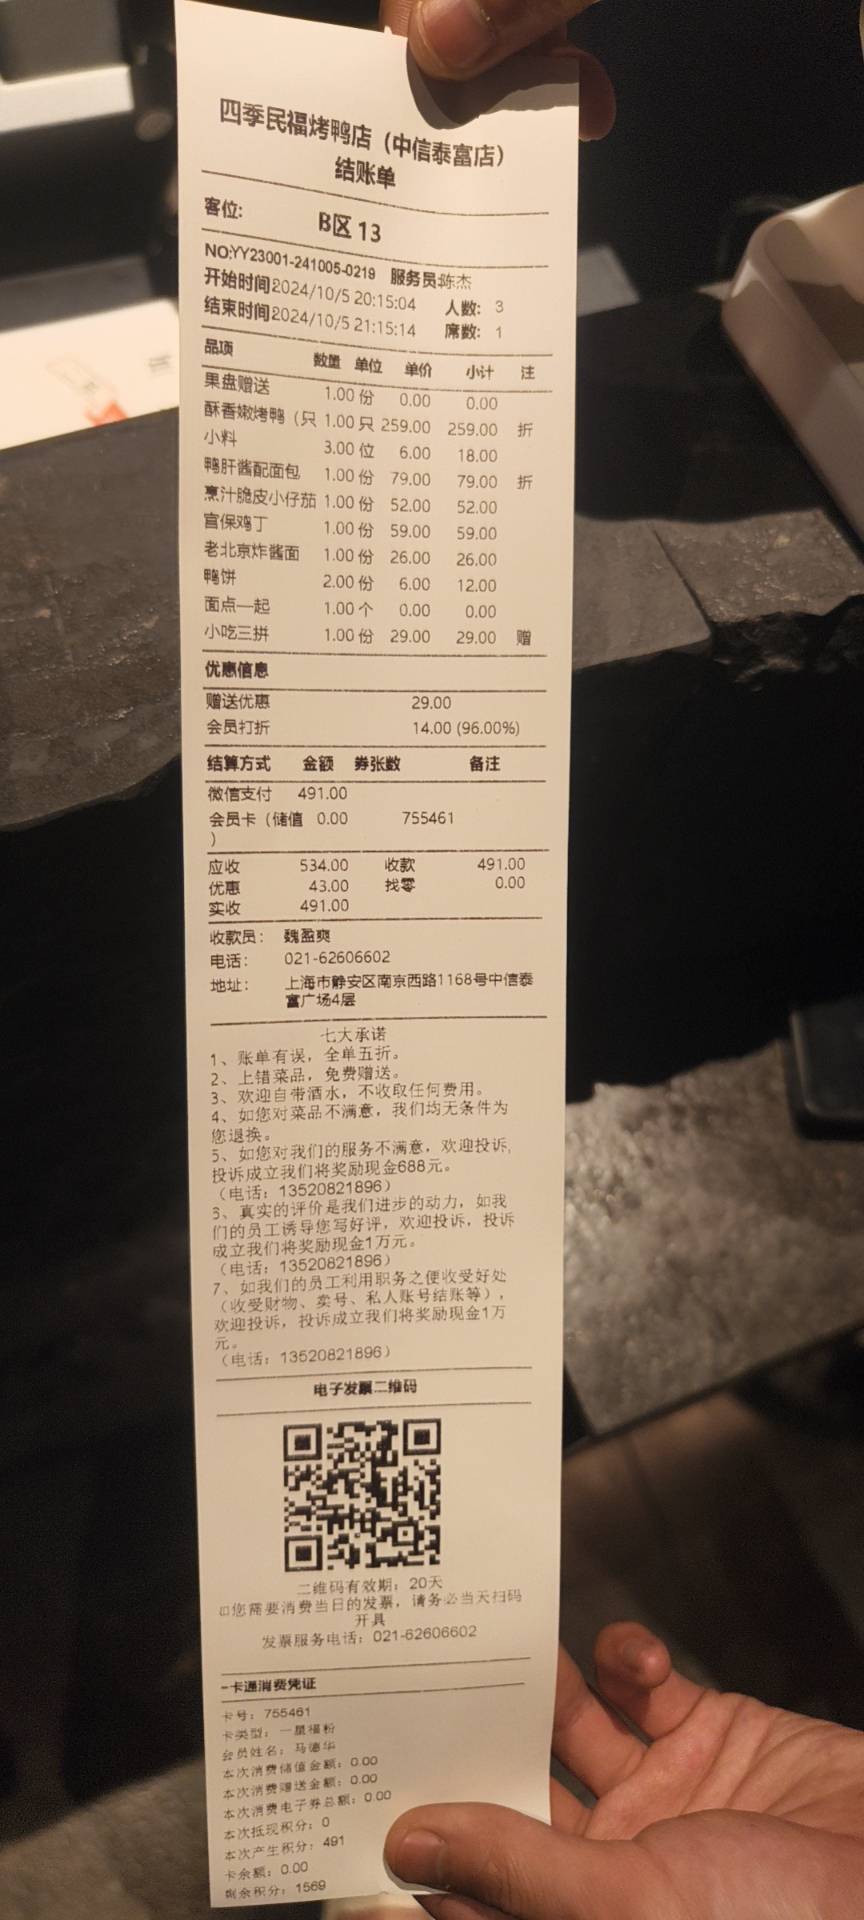 四季民福烤鸭店（中信泰富店）
结账单
客位: B区 13
NO:YY23001-241005-0219 服务员:陈杰
开始时间2024/10/5 20:15:04 人数: 3
结束时间2024/10/5 21:15:14 席数: 1
品项 数量 单位 单价 小计 注
果盘赠送 1.00 份 0.00 0.00
酥香嫩烤鸭（只 1.00 只 259.00 259.00 折
小料 3.00 位 6.00 18.00
鸭肝酱配面包 1.00 份 79.00 79.00 折
烹汁脆皮小仔茄 1.00 份 52.00 52.00
宫保鸡丁 1.00 份 59.00 59.00
老北京炸酱面 1.00 份 26.00 26.00
鸭饼 2.00 份 6.00 12.00
面点一起 1.00 个 0.00 0.00
小吃三拼 1.00 份 29.00 29.00 赠
优惠信息
赠送优惠 29.00
会员打折 14.00 (96.00%)
结算方式 金额 券张数 备注
微信支付 491.00
会员卡（储值 0.00 755461
）
应收 534.00 收款 491.00
优惠 43.00 找零 0.00
实收 491.00
收款员: 魏盈爽
电话: 021-62606602
地址: 上海市静安区南京西路1168号中信泰
富广场4层
七大承诺
1、账单有误，全单五折。
2、上错菜品，免费赠送。
3、欢迎自带酒水，不收取任何费用。
4、如您对菜品不满意，我们均无条件为
您退换。
5、如您对我们的服务不满意，欢迎投诉,
投诉成立我们将奖励现金688元。
（电话：13520821896）
3、真实的评价是我们进步的动力，如我
们的员工诱导您写好评，欢迎投诉，投诉
成立我们将奖励现金1万元。
（电话：13520821896）
7、如我们的员工利用职务之便收受好处
（收受财物、卖号、私人账号结账等），
欢迎投诉，投诉成立我们将奖励现金1万
元。
（电话：13520821896）
电子发票二维码
二维码有效期：20天
如您需要消费当日的发票，请务必当天扫码
开具
发票服务电话：021-62606602
一卡通消费凭证
卡号：755461
卡类型：一星福粉
会员姓名：马德华
本次消费储值金额：0.00
本次消费赠送金额：0.00
本次消费电子券总额：0.00
本次抵现积分：0
本次产生积分：491
卡余额：0.00
剩余积分：1569